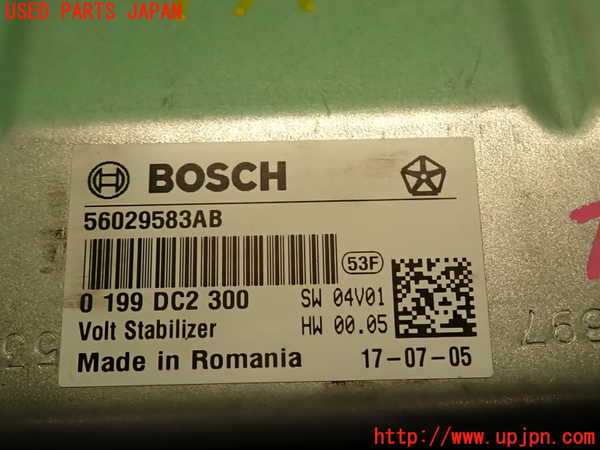 USED PARTS JAPAN
BOSCH
56029583AB
53F
0 199 DC2 300 SW 04V01
Volt Stabilizer HW 00.05
Made in Romania 17-07-05
http://www.upjpn.com/